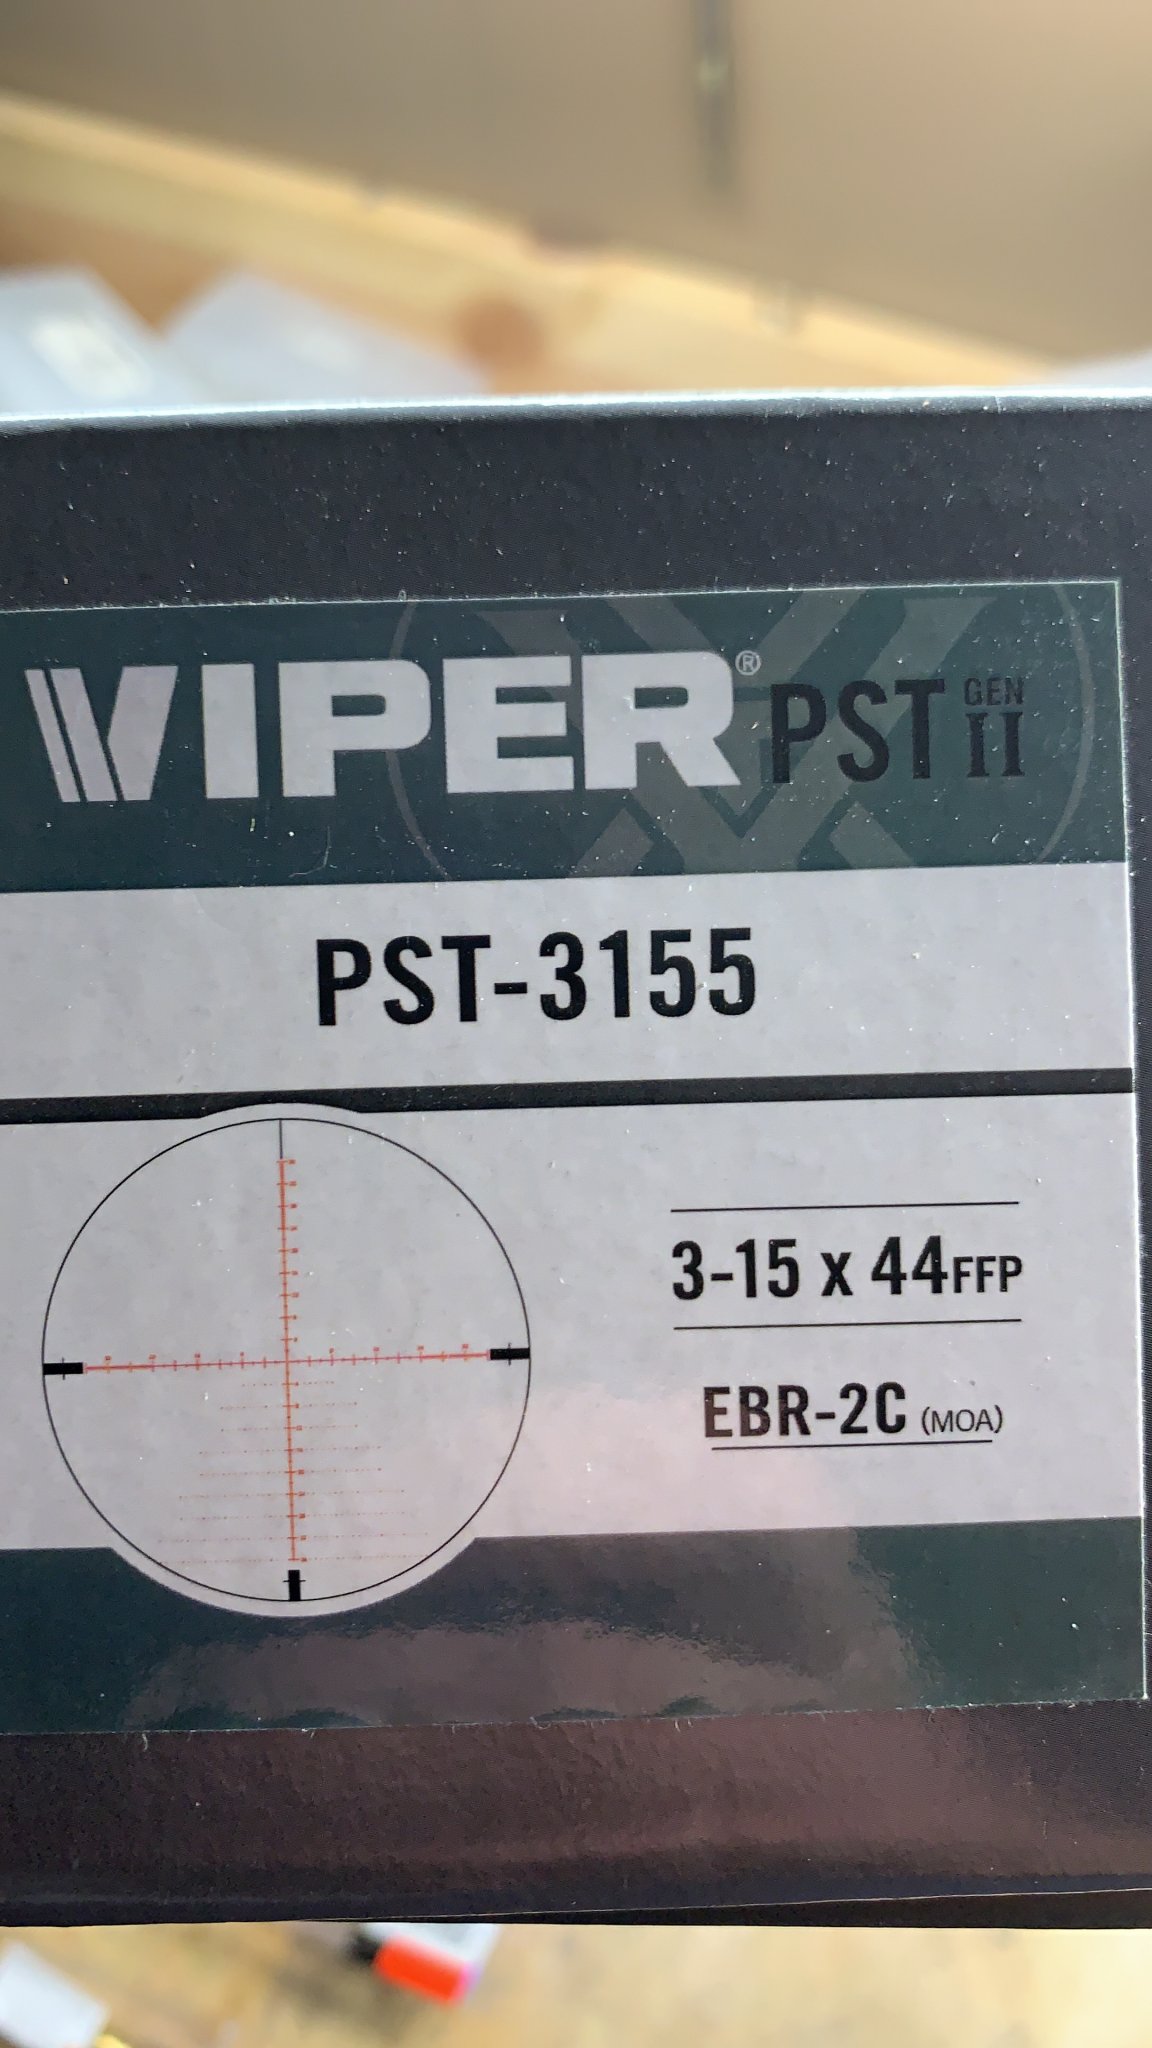 VIPER® PST GEN II
PST-3155
3-15 x 44FFP
EBR-2C (MOA)